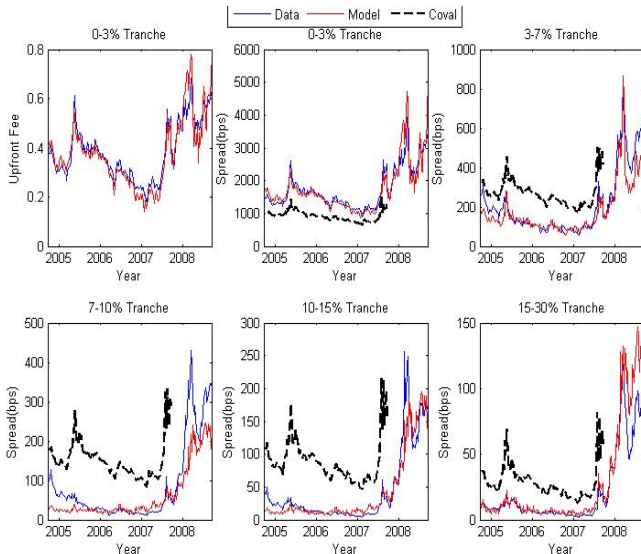 Data Model Coval
0-3% Tranche
0-3% Tranche
3-7% Tranche
0.8
0.6
0.4
0.2
0
Upfront Fee
2005 2006 2007 2008
Year
6000
5000
4000
3000
2000
1000
0
Spread(bps)
2005 2006 2007 2008
Year
1000
800
600
400
200
0
Spread(bps)
2005 2006 2007 2008
Year
7-10% Tranche
10-15% Tranche
15-30% Tranche
500
400
300
200
100
0
Spread(bps)
2005 2006 2007 2008
Year
300
250
200
150
100
50
0
Spread(bps)
2005 2006 2007 2008
Year
150
100
50
0
Spread(bps)
2005 2006 2007 2008
Year